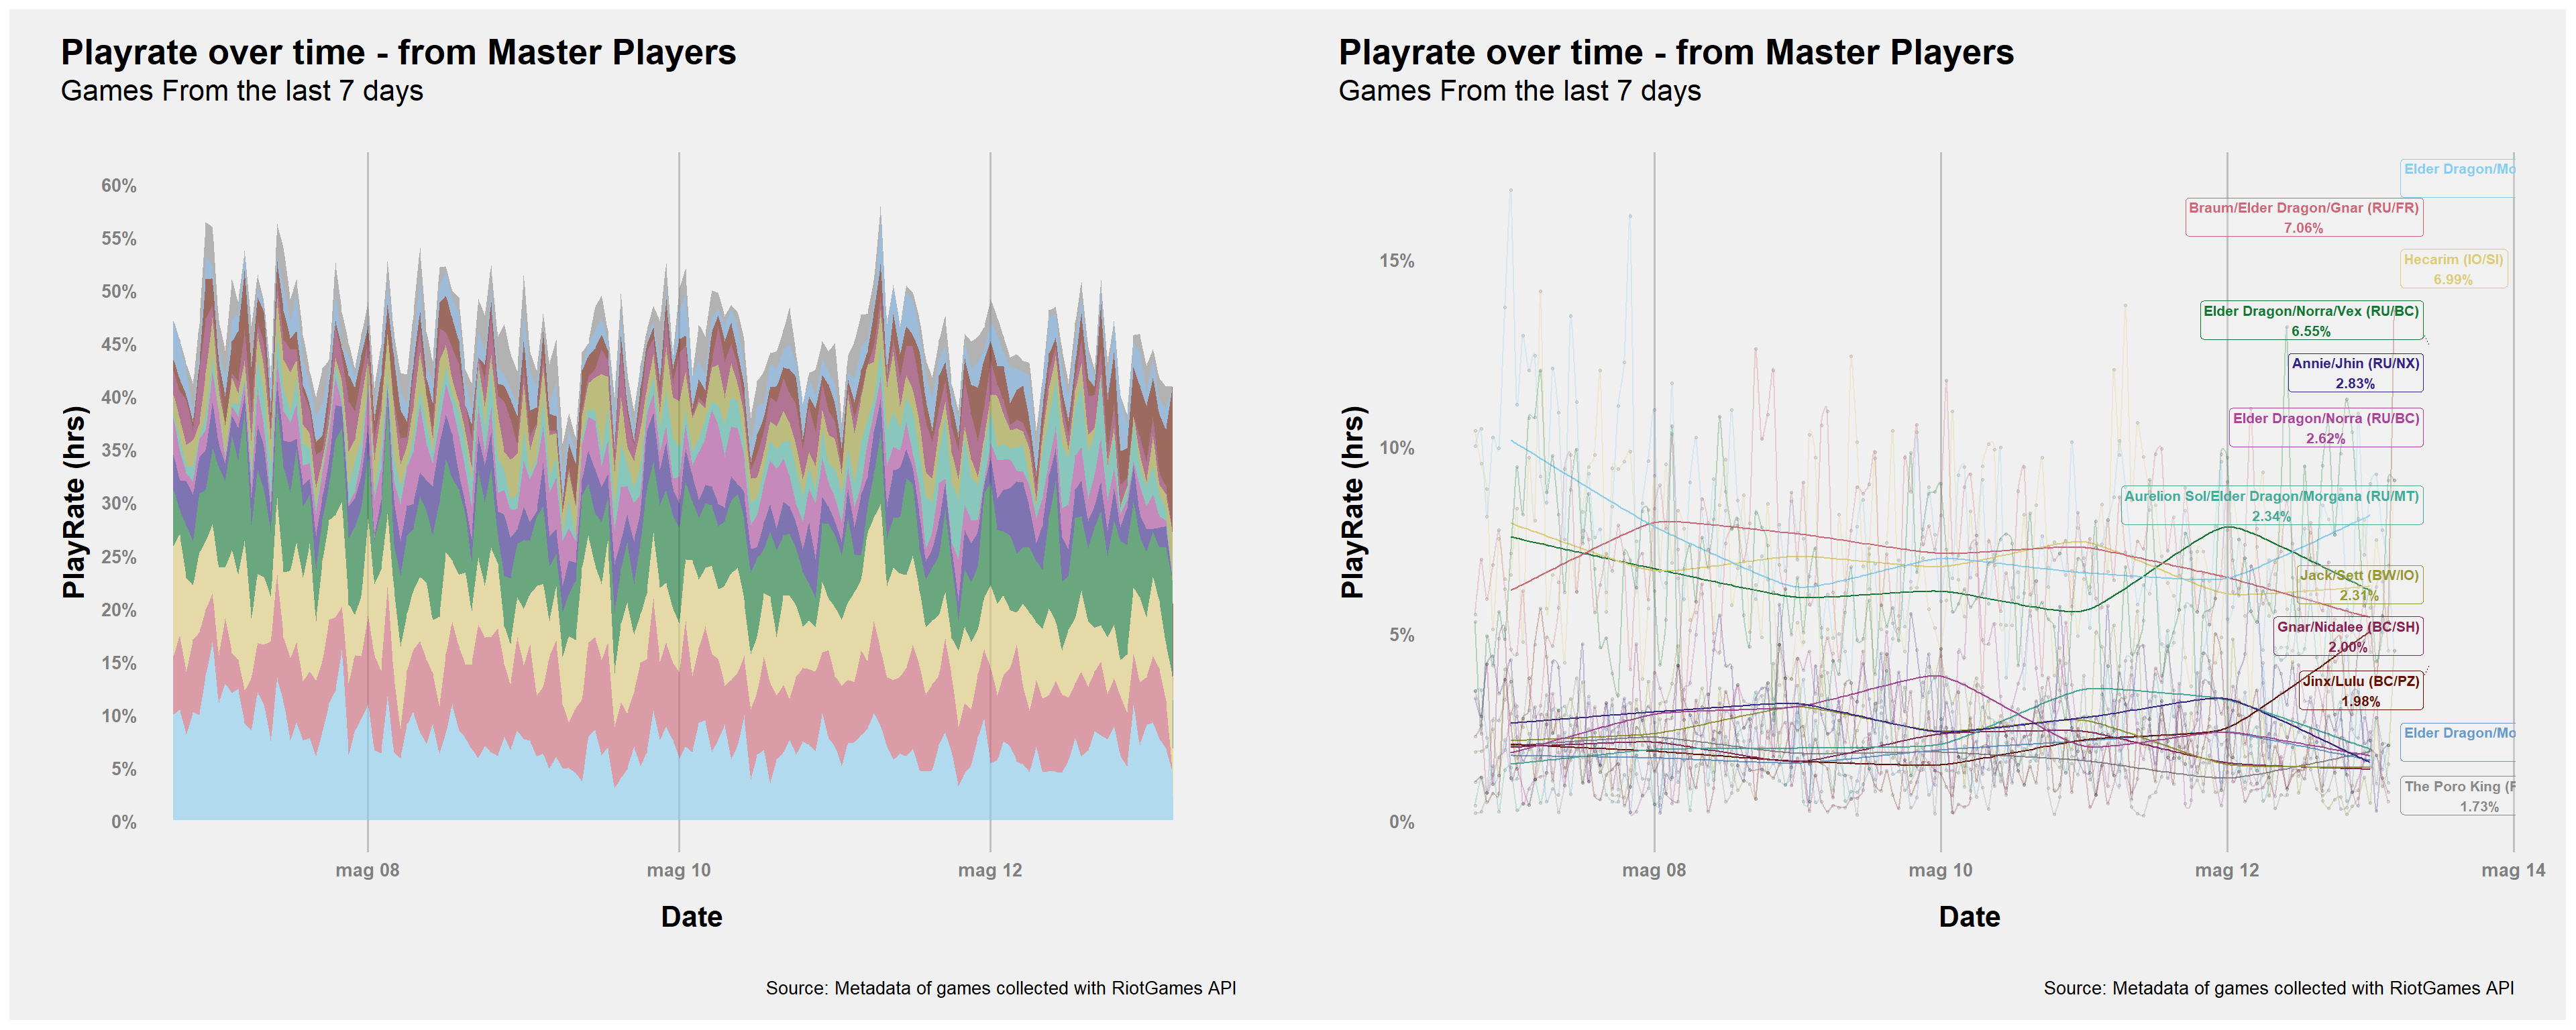 Playrate over time - from Master Players
Games From the last 7 days
60%
55%
50%
45%
40%
35%
30%
25%
20%
15%
10%
5%
0%
PlayRate (hrs)
mag 08
mag 10
mag 12
Date
Source: Metadata of games collected with RiotGames API
Playrate over time - from Master Players
Games From the last 7 days
15%
10%
5%
0%
PlayRate (hrs)
Elder Dragon/Mo
Braum/Elder Dragon/Gnar (RU/FR)
7.06%
Hecarim (IO/SI)
6.99%
Elder Dragon/Norra/Vex (RU/BC)
6.55%
Annie/Jhin (RU/NX)
2.83%
Elder Dragon/Norra (RU/BC)
2.62%
Aurelion Sol/Elder Dragon/Morgana (RU/MT)
2.34%
Jack/Sett (BW/IO)
2.31%
Gnar/Nidalee (BC/SH)
2.00%
Jinx/Lulu (BC/PZ)
1.98%
Elder Dragon/Mo
The Poro King (F
1.73%
mag 08
mag 10
mag 12
mag 14
Date
Source: Metadata of games collected with RiotGames API